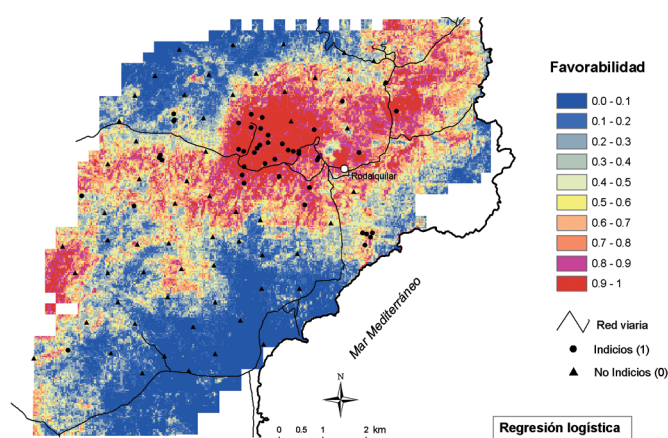 Favorabilidad
0.0 - 0.1
0.1 - 0.2
0.2 - 0.3
0.3 - 0.4
0.4 - 0.5
0.5 - 0.6
0.6 - 0.7
0.7 - 0.8
0.8 - 0.9
0.9 - 1
Red viaria
Indicios (1)
No Indicios (0)
Rodalquilar
Mar Mediterráneo
N
0 0.5 1 2 km
Regresión logística